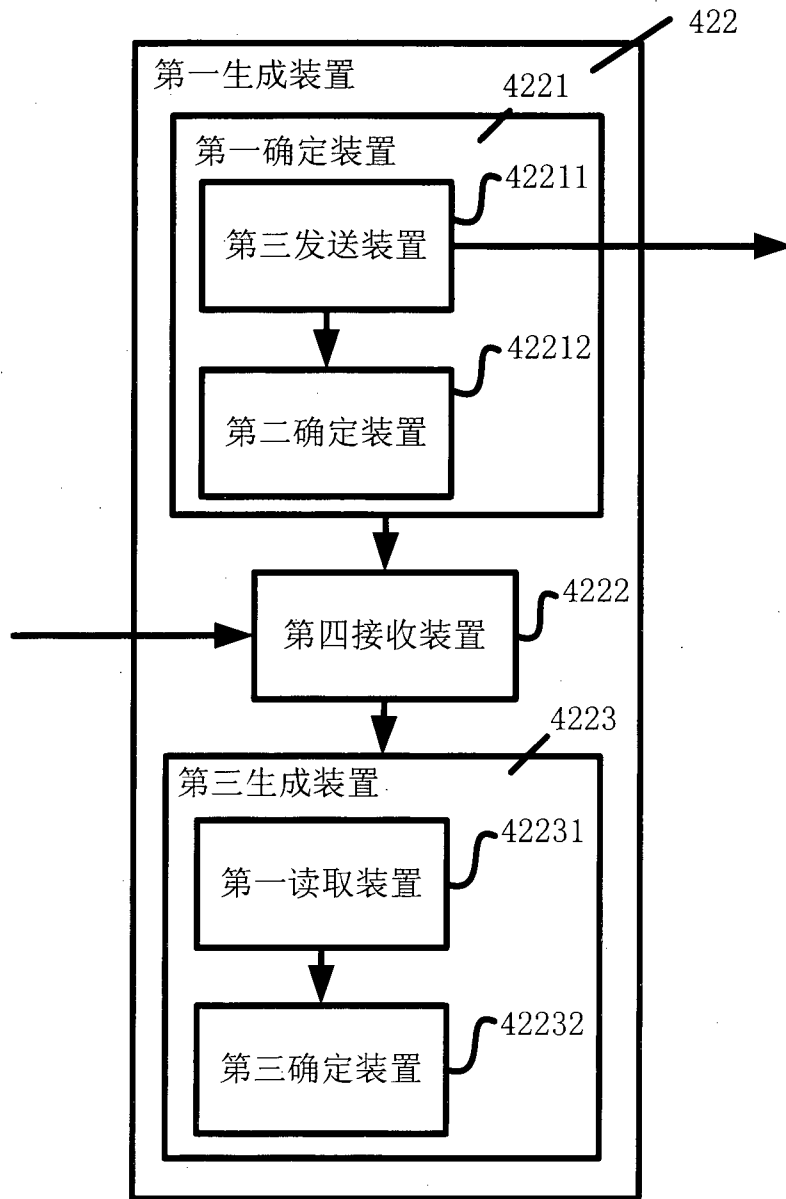 422
第一生成装置
4221
第一确定装置
42211
第三发送装置
42212
第二确定装置
4222
第四接收装置
4223
第三生成装置
42231
第一读取装置
42232
第三确定装置